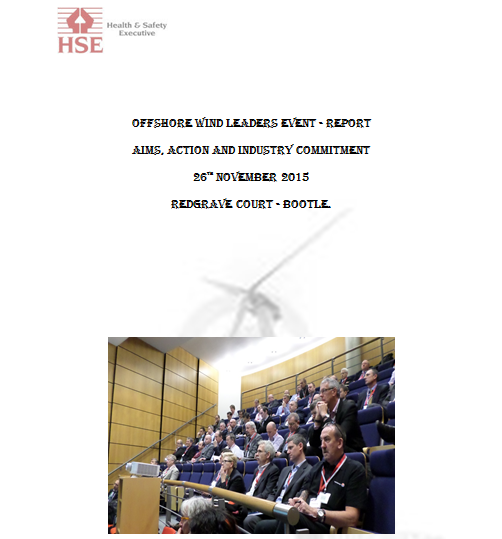 Health & Safety
Executive
HSE
OFFSHORE WIND LEADERS EVENT - REPORT
AIMS, ACTION AND INDUSTRY COMMITMENT
26TH NOVEMBER 2015
REDGRAVE COURT - BOOTLE.